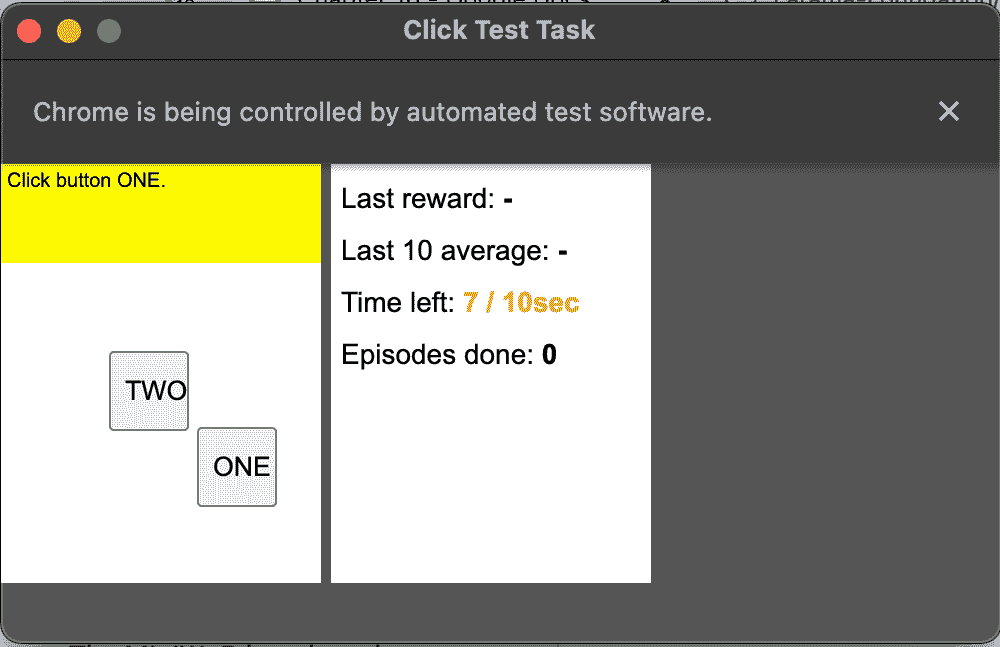 Click Test Task
Chrome is being controlled by automated test software.
Click button ONE.
TWO
ONE
Last reward: -
Last 10 average: -
Time left: 7 / 10sec
Episodes done: 0